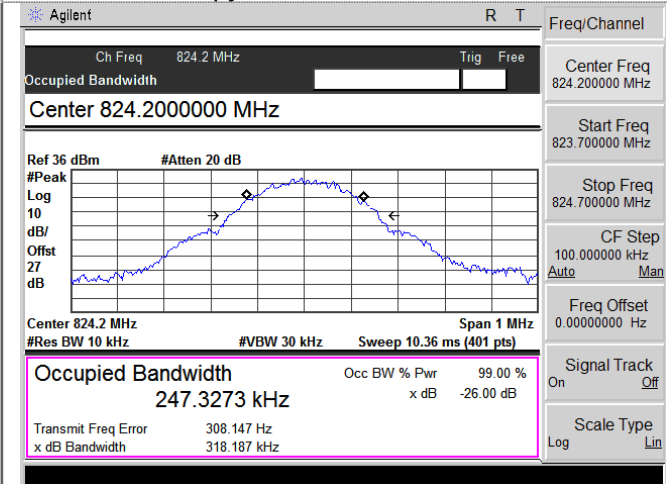 Agilent R T
Ch Freq 824.2 MHz Trig Free
Occupied Bandwidth
Center 824.2000000 MHz
Ref 36 dBm #Atten 20 dB
#Peak
Log
10
dB/
Offst
27
dB
Center 824.2 MHz Span 1 MHz
#Res BW 10 kHz #VBW 30 kHz Sweep 10.36 ms (401 pts)
Occupied Bandwidth Occ BW % Pwr 99.00 %
247.3273 kHz x dB -26.00 dB
Transmit Freq Error 308.147 Hz
x dB Bandwidth 318.187 kHz
Freq/Channel
Center Freq
824.200000 MHz
Start Freq
823.700000 MHz
Stop Freq
824.700000 MHz
CF Step
100.000000 kHz
Auto Man
Freq Offset
0.00000000 Hz
Signal Track
On Off
Scale Type
Log Lin